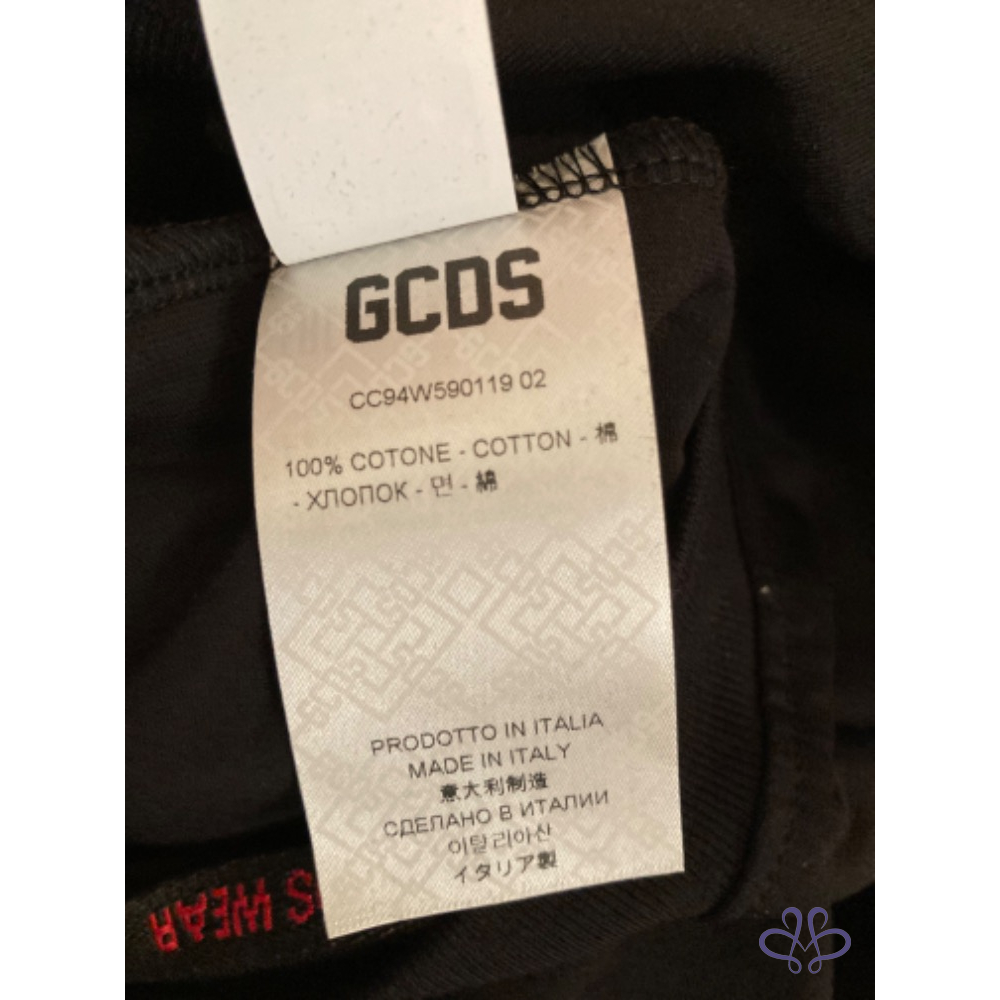 GCDS
CC94W590119 02
100% COTONE - COTTON - 棉
- ХЛОПОК - 면 - 綿
PRODOTTO IN ITALIA
MADE IN ITALY
意大利制造
СДЕЛАНО В ИТАЛИИ
이탈리아산
イタリア製
S WEAR